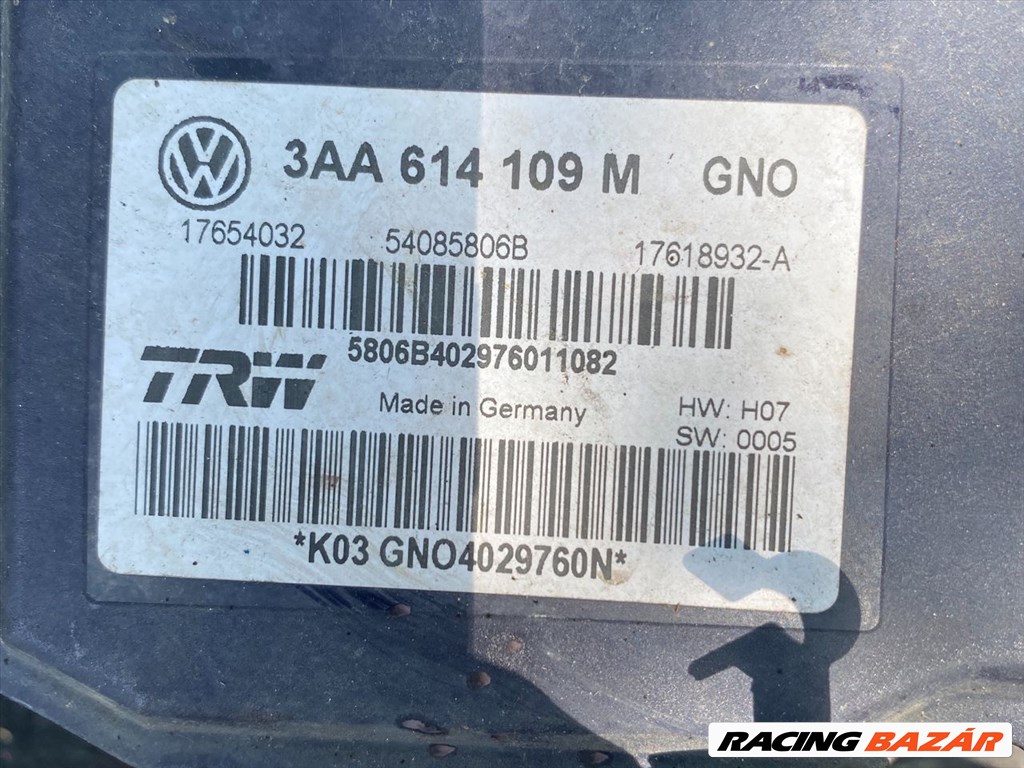 3AA 614 109 M GNO
17654032 54085806B 17618932-A
5806B402976011082
TRW
Made in Germany
HW: H07
SW: 0005
*K03 GNO4029760N*
RACING BAZÁR